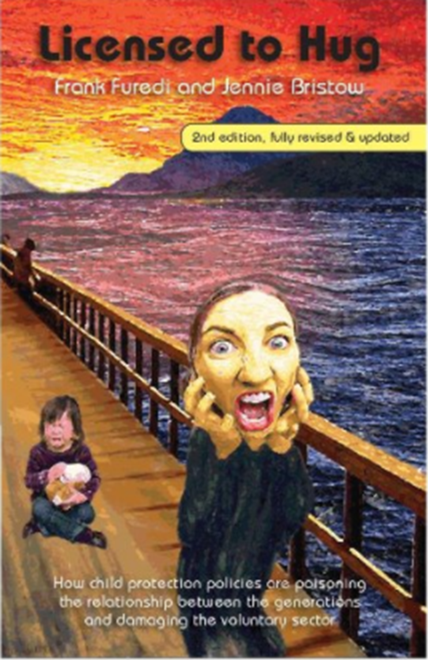 Licensed to Hug
Frank Furedi and Jennie Bristow
2nd edition, fully revised & updated
How child protection policies are poisoning
the relationship between the generations
and damaging the voluntary sector